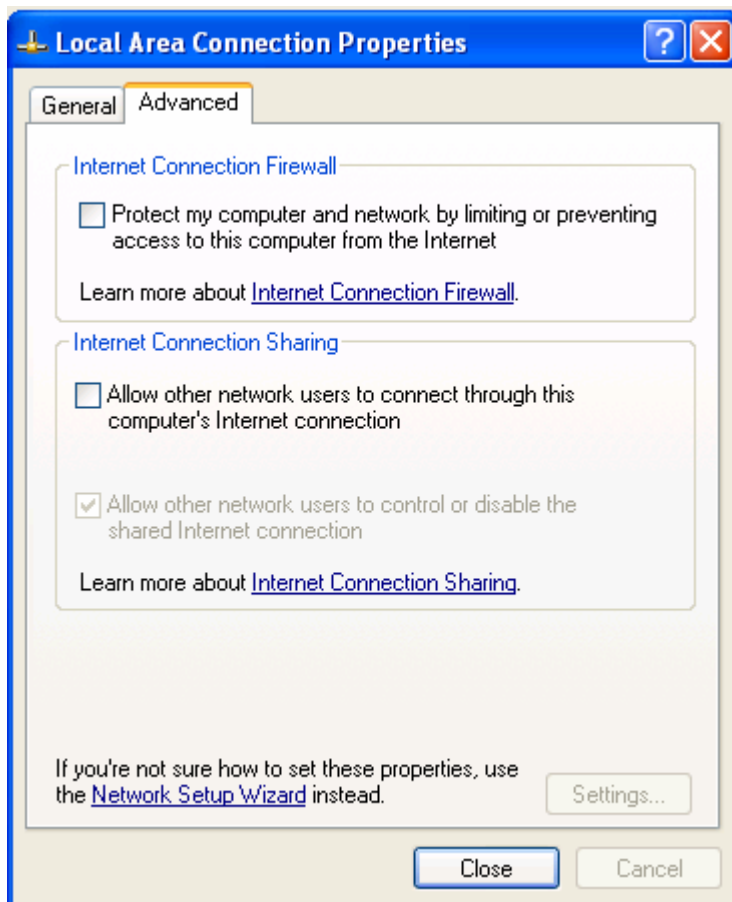 Local Area Connection Properties
General
Advanced
Internet Connection Firewall
Protect my computer and network by limiting or preventing
access to this computer from the Internet
Learn more about Internet Connection Firewall.
Internet Connection Sharing
Allow other network users to connect through this
computer's Internet connection
Allow other network users to control or disable the
shared Internet connection
Learn more about Internet Connection Sharing.
If you're not sure how to set these properties, use
the Network Setup Wizard instead.
Settings...
Close
Cancel